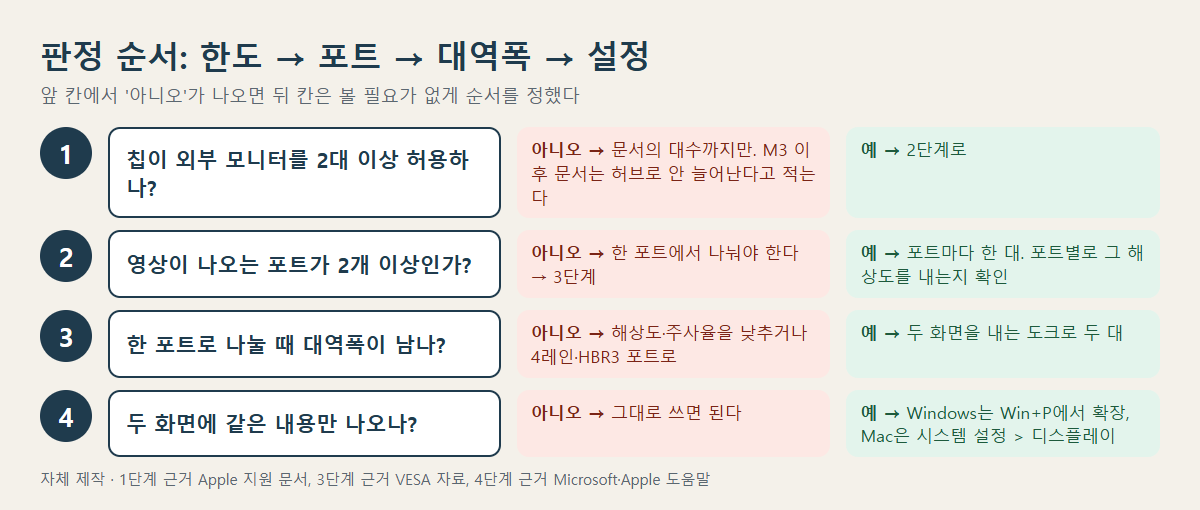 판정 순서: 한도 → 포트 → 대역폭 → 설정
앞 칸에서 '아니오'가 나오면 뒤 칸은 볼 필요가 없게 순서를 정했다
1
칩이 외부 모니터를 2대 이상 허용하
나?
아니오 → 문서의 대수까지만. M3 이
후 문서는 허브로 안 늘어난다고 적는
다
예 → 2단계로
2
영상이 나오는 포트가 2개 이상인가?
아니오 → 한 포트에서 나눠야 한다
→ 3단계
예 → 포트마다 한 대. 포트별로 그 해
상도를 내는지 확인
3
한 포트로 나눌 때 대역폭이 남나?
아니오 → 해상도·주사율을 낮추거나
4레인·HBR3 포트로
예 → 두 화면을 내는 도크로 두 대
4
두 화면에 같은 내용만 나오나?
아니오 → 그대로 쓰면 된다
예 → Windows는 Win+P에서 확장,
Mac은 시스템 설정 > 디스플레이
자체 제작 · 1단계 근거 Apple 지원 문서, 3단계 근거 VESA 자료, 4단계 근거 Microsoft·Apple 도움말